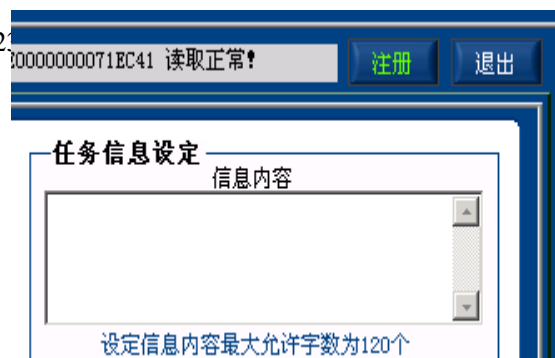 E0000000071EC41 读取正常!
注册
退出
任务信息设定
信息内容
设定信息内容最大允许字数为120个